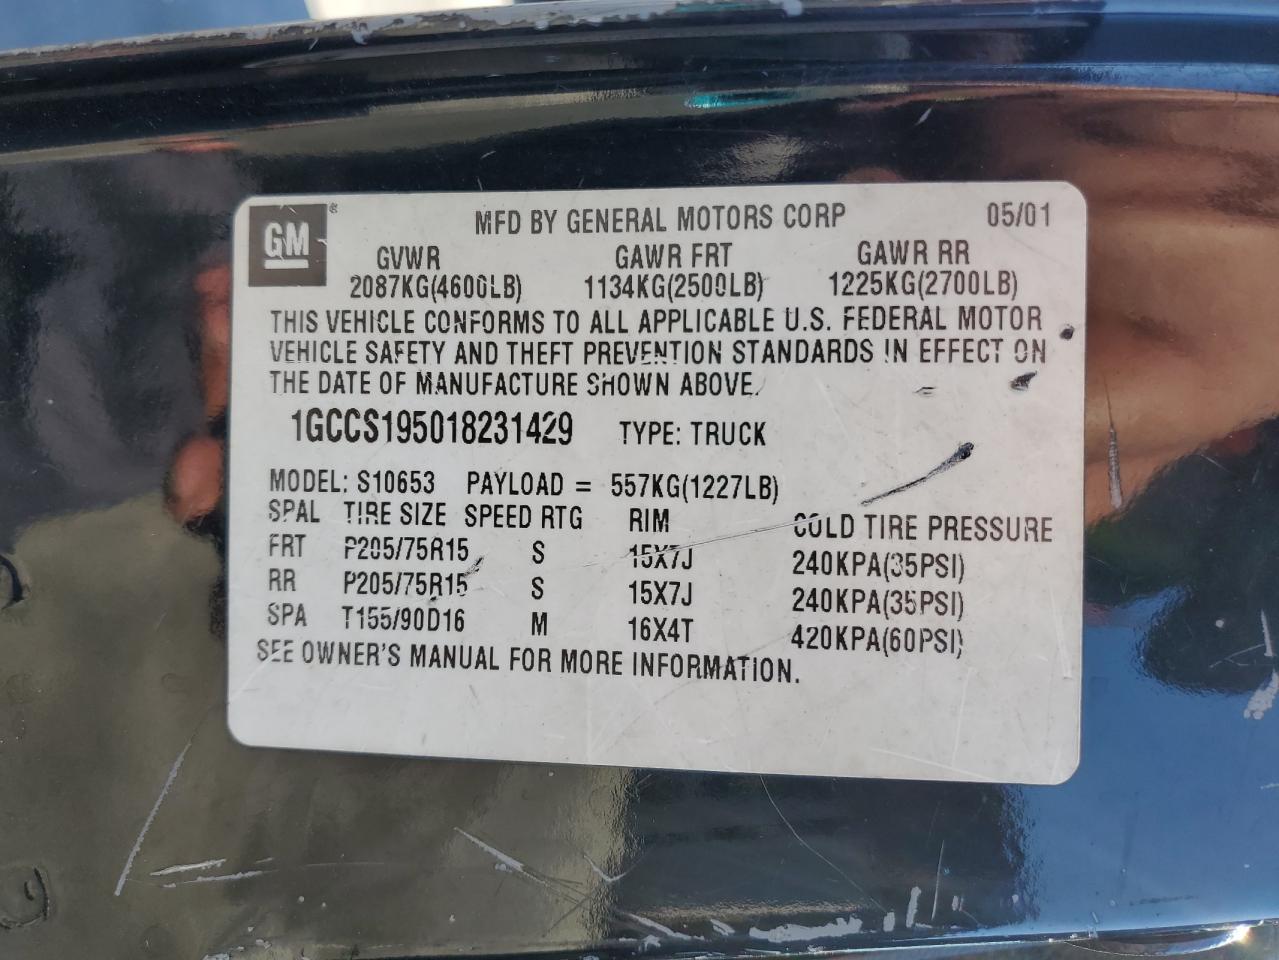 GM ® MFD BY GENERAL MOTORS CORP 05/01
GVWR GAWR FRT GAWR RR
2087KG(4600LB) 1134KG(2500LB) 1225KG(2700LB)
THIS VEHICLE CONFORMS TO ALL APPLICABLE U.S. FEDERAL MOTOR
VEHICLE SAFETY AND THEFT PREVENTION STANDARDS IN EFFECT ON
THE DATE OF MANUFACTURE SHOWN ABOVE.
1GCCS195018231429 TYPE: TRUCK
MODEL: S10653 PAYLOAD = 557KG(1227LB)
SPAL TIRE SIZE SPEED RTG RIM COLD TIRE PRESSURE
FRT P205/75R15 S 15X7J 240KPA(35PSI)
RR P205/75R15 S 15X7J 240KPA(35PSI)
SPA T155/90D16 M 16X4T 420KPA(60PSI)
SEE OWNER'S MANUAL FOR MORE INFORMATION.